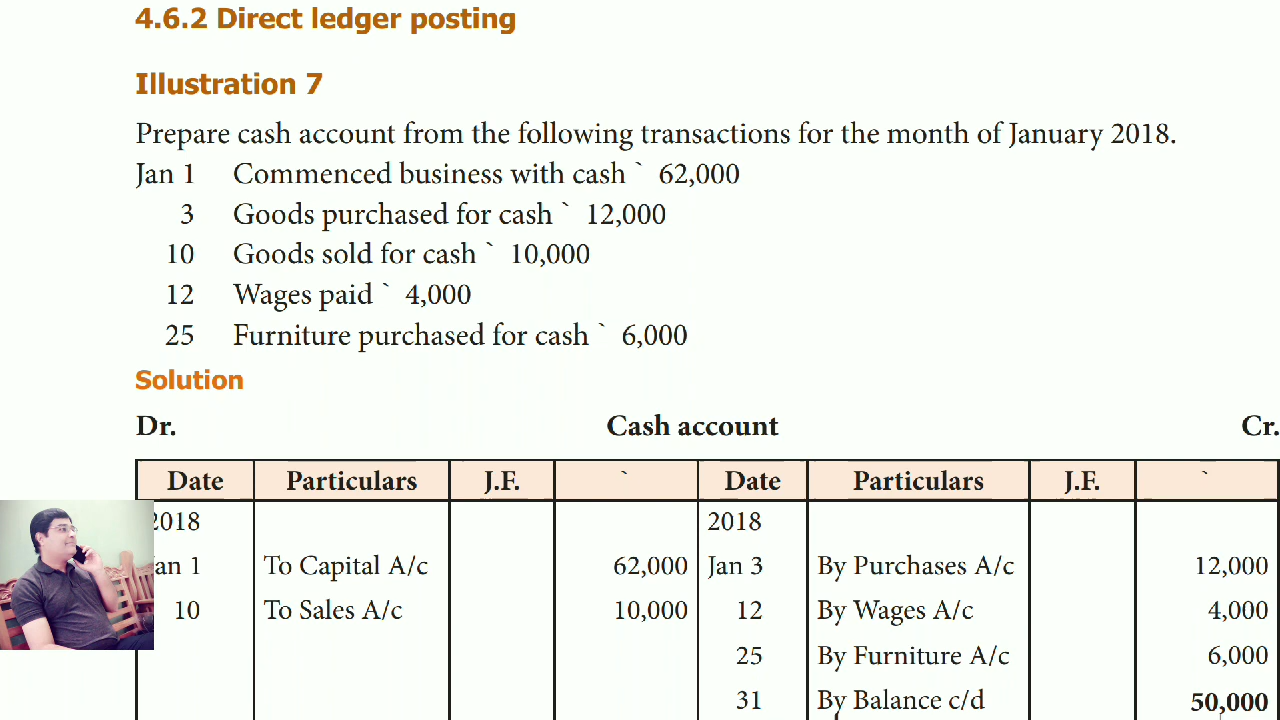 4.6.2 Direct ledger posting
Illustration 7
Prepare cash account from the following transactions for the month of January 2018.
Jan 1 Commenced business with cash ` 62,000
3 Goods purchased for cash ` 12,000
10 Goods sold for cash ` 10,000
12 Wages paid ` 4,000
25 Furniture purchased for cash ` 6,000
Solution
Dr. Cash account Cr.
Date Particulars J.F. ` Date Particulars J.F. `
2018 2018
an 1 To Capital A/c 62,000 Jan 3 By Purchases A/c 12,000
10 To Sales A/c 10,000 12 By Wages A/c 4,000
25 By Furniture A/c 6,000
31 By Balance c/d 50,000